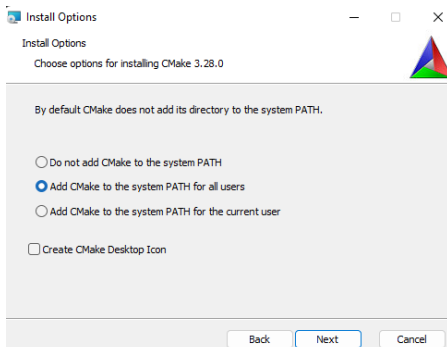 Install Options
Install Options
Choose options for installing CMake 3.28.0
By default CMake does not add its directory to the system PATH.
Do not add CMake to the system PATH
Add CMake to the system PATH for all users
Add CMake to the system PATH for the current user
Create CMake Desktop Icon
Back Next Cancel